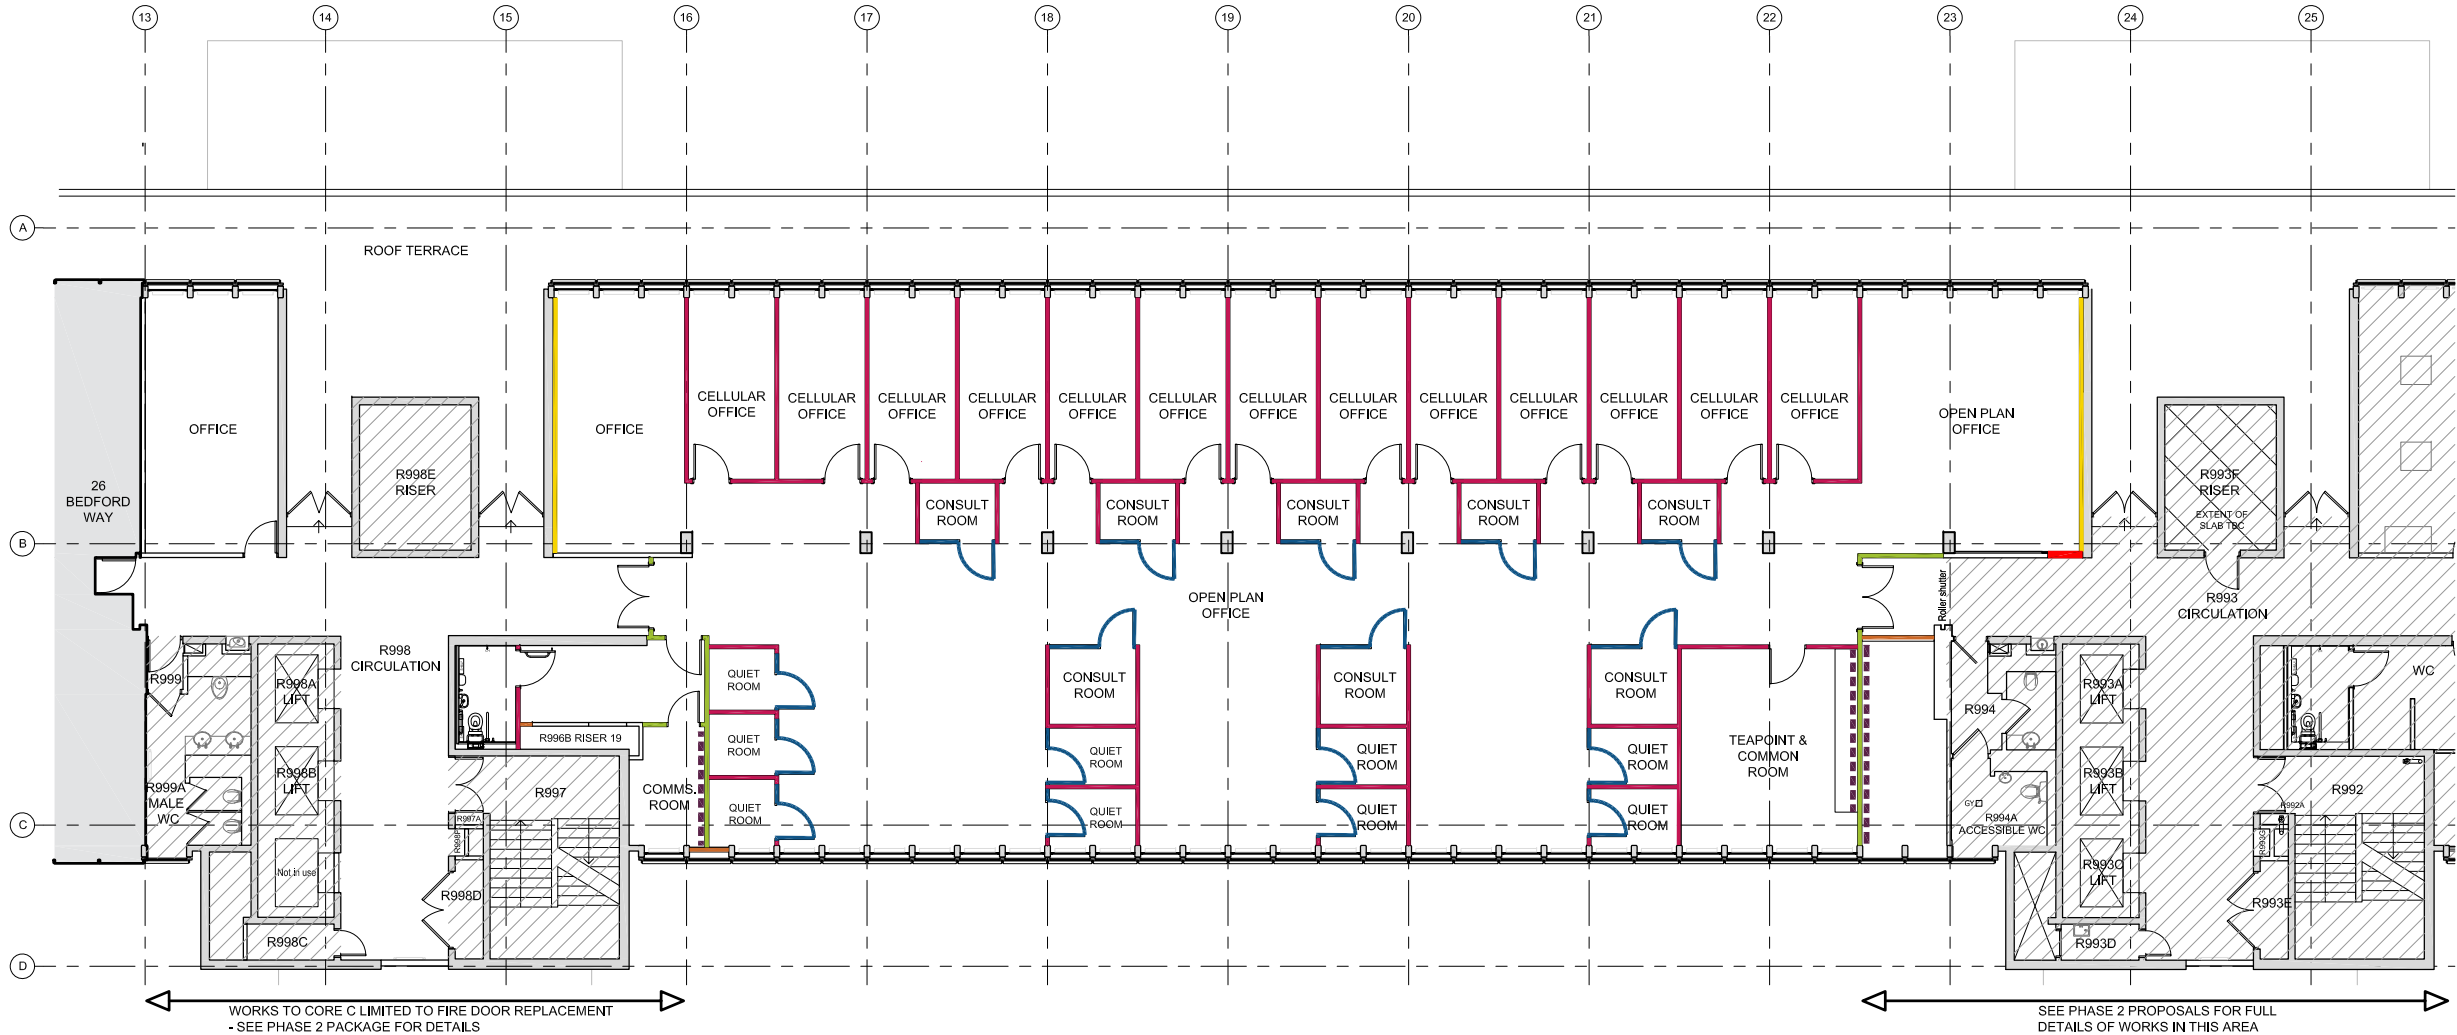 13
14
15
16
17
18
19
20
21
22
23
24
25
A
ROOF TERRACE
OFFICE
R998E
RISER
26
BEDFORD
WAY
OFFICE
CELLULAR
OFFICE
CELLULAR
OFFICE
CELLULAR
OFFICE
CELLULAR
OFFICE
CELLULAR
OFFICE
CELLULAR
OFFICE
CELLULAR
OFFICE
CELLULAR
OFFICE
CELLULAR
OFFICE
CELLULAR
OFFICE
CELLULAR
OFFICE
CELLULAR
OFFICE
CELLULAR
OFFICE
OPEN PLAN
OFFICE
R993F
RISER
EXTENT OF
SLAB TBC
CONSULT
ROOM
CONSULT
ROOM
CONSULT
ROOM
CONSULT
ROOM
CONSULT
ROOM
B
OPEN PLAN
OFFICE
Roller shutter
R993
CIRCULATION
R998
CIRCULATION
R999
R998A
LIFT
QUIET
ROOM
CONSULT
ROOM
CONSULT
ROOM
CONSULT
ROOM
R994
R993A
LIFT
WC
R996B RISER 19
QUIET
ROOM
QUIET
ROOM
QUIET
ROOM
QUIET
ROOM
TEAPOINT &
COMMON
ROOM
R999A
MALE
WC
R998B
LIFT
R997
COMMS.
ROOM
R993B
LIFT
R992
R992A
C
R997A
R998F
QUIET
ROOM
QUIET
ROOM
QUIET
ROOM
QUIET
ROOM
GY
R994A
ACCESSIBLE WC
R993G
Not in use
R998D
R993C
LIFT
R993E
R998C
R993D
D
WORKS TO CORE C LIMITED TO FIRE DOOR REPLACEMENT
- SEE PHASE 2 PACKAGE FOR DETAILS
SEE PHASE 2 PROPOSALS FOR FULL
DETAILS OF WORKS IN THIS AREA